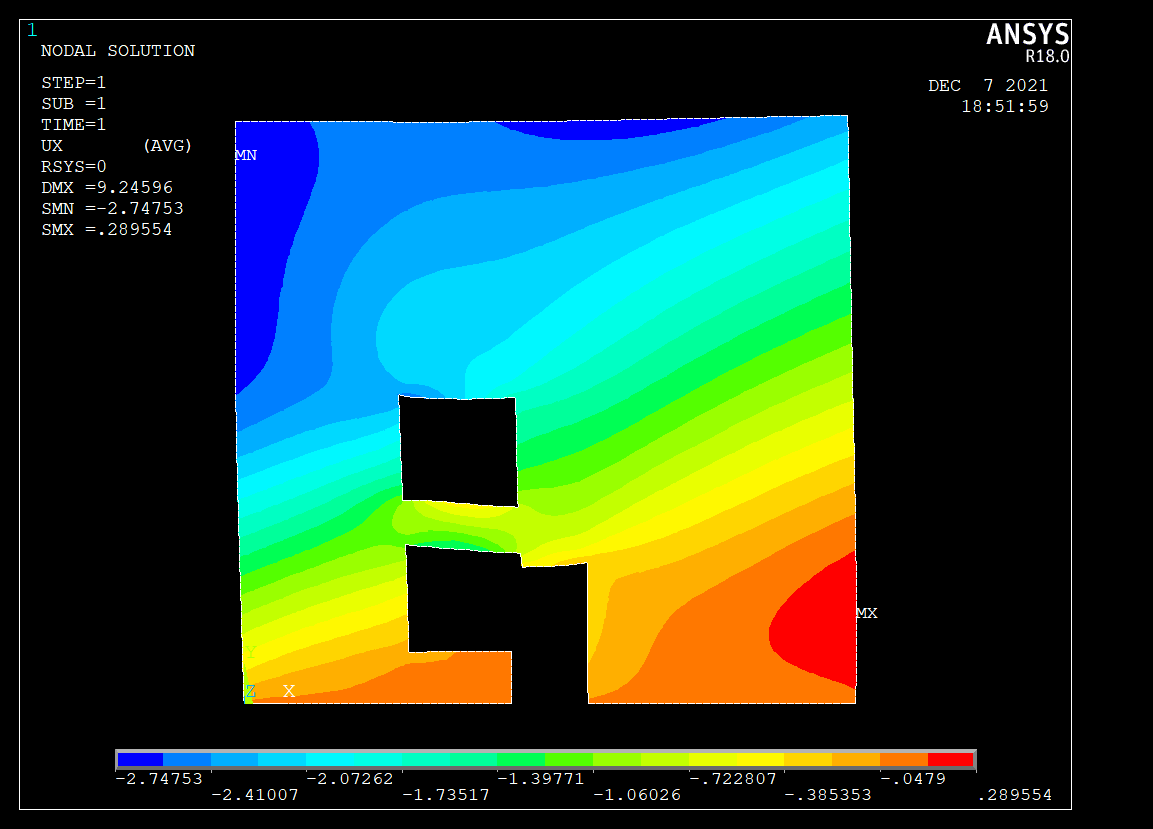 1
ANSYS
R18.0
NODAL SOLUTION
DEC  7 2021
18:51:59
STEP=1
SUB =1
TIME=1
UX       (AVG)
RSYS=0
DMX =9.24596
SMN =-2.74753
SMX =.289554
MN
MX
Y
Z X
-2.74753 -2.07262 -1.39771 -.722807 -.0479
-2.41007 -1.73517 -1.06026 -.385353 .289554